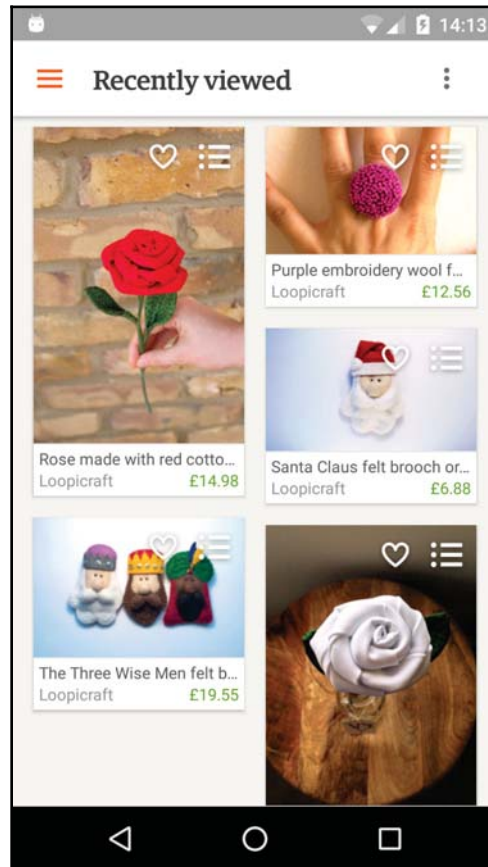 14:13
Recently viewed
Rose made with red cotto...
Loopicraft £14.98
Purple embroidery wool f...
Loopicraft £12.56
Santa Claus felt brooch or...
Loopicraft £6.88
The Three Wise Men felt b...
Loopicraft £19.55